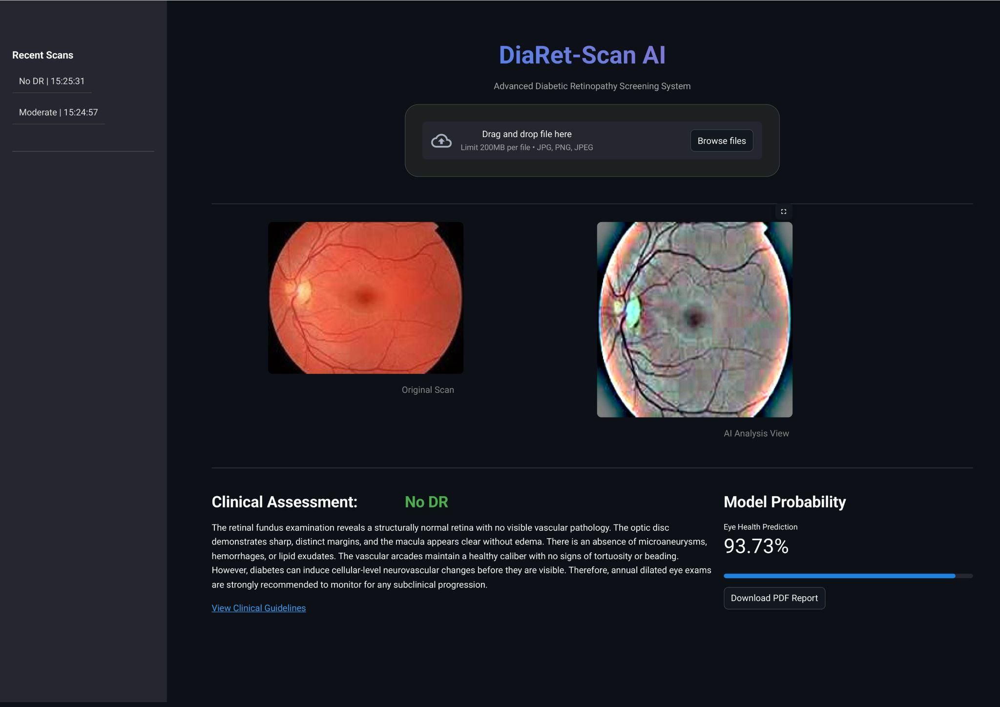 Recent Scans
No DR | 15:25:31
Moderate | 15:24:57
DiaRet-Scan AI
Advanced Diabetic Retinopathy Screening System
Drag and drop file here
Limit 200MB per file • JPG, PNG, JPEG
Browse files
Original Scan
AI Analysis View
Clinical Assessment:
No DR
The retinal fundus examination reveals a structurally normal retina with no visible vascular pathology. The optic disc
demonstrates sharp, distinct margins, and the macula appears clear without edema. There is an absence of microaneurysms,
hemorrhages, or lipid exudates. The vascular arcades maintain a healthy caliber with no signs of tortuosity or beading.
However, diabetes can induce cellular-level neurovascular changes before they are visible. Therefore, annual dilated eye exams
are strongly recommended to monitor for any subclinical progression.
View Clinical Guidelines
Model Probability
Eye Health Prediction
93.73%
Download PDF Report